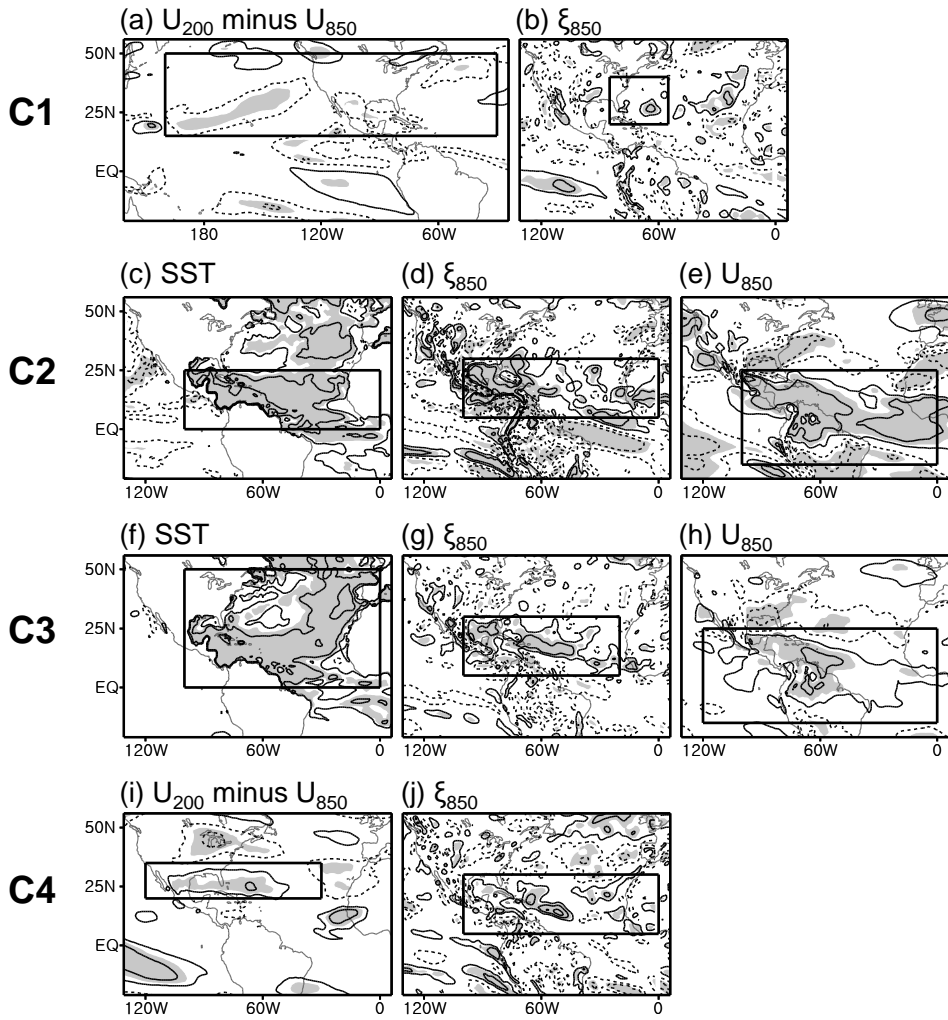 (a) U₂₀₀ minus U₈₅₀ (b) ξ₈₅₀
C1
50N
25N
EQ
180 120W 60W 120W 60W 0
(c) SST (d) ξ₈₅₀ (e) U₈₅₀
C2
50N
25N
EQ
120W 60W 0 120W 60W 0 120W 60W 0
(f) SST (g) ξ₈₅₀ (h) U₈₅₀
C3
50N
25N
EQ
120W 60W 0 120W 60W 0 120W 60W 0
(i) U₂₀₀ minus U₈₅₀ (j) ξ₈₅₀
C4
50N
25N
EQ
120W 60W 0 120W 60W 0